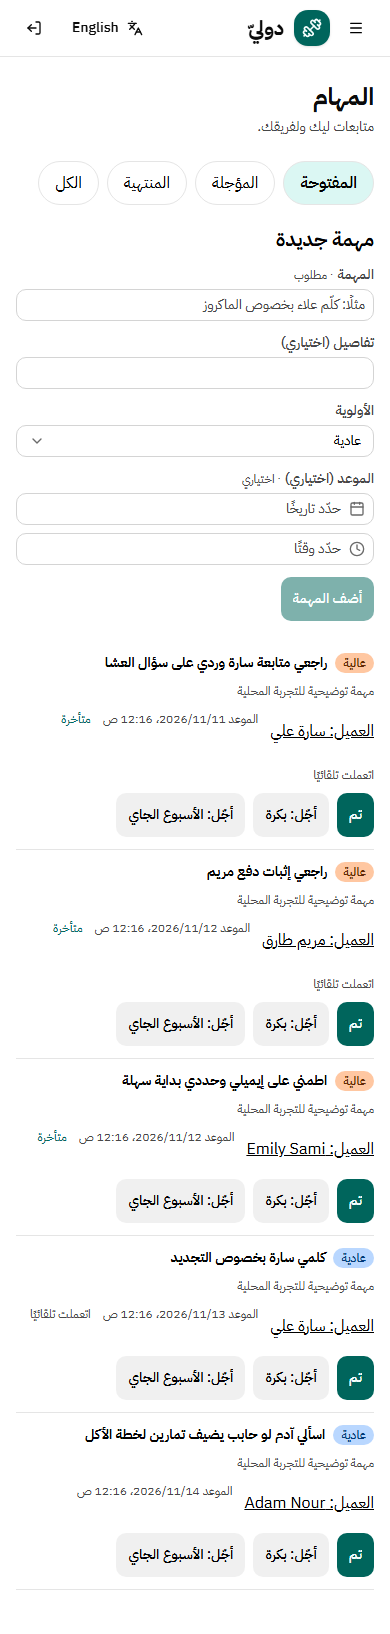 دوليّ
English
المهام
متابعات ليك ولفريقك.
المفتوحة
المؤجلة
المنتهية
الكل
مهمة جديدة
المهمة · مطلوب
مثلًا: كلّم علاء بخصوص الماكروز
تفاصيل (اختياري)
الأولوية
عادية
الموعد (اختياري) · اختياري
حدّد تاريخًا
حدّد وقتًا
أضف المهمة
عالية راجعي متابعة سارة وردي على سؤال العشا
مهمة توضيحية للتجربة المحلية
العميل: سارة علي الموعد 2026/11/11، 12:16 ص متأخرة
اتعملت تلقائيًا
تم أجّل: بكرة أجّل: الأسبوع الجاي
عالية راجعي إثبات دفع مريم
مهمة توضيحية للتجربة المحلية
العميل: مريم طارق الموعد 2026/11/12، 12:16 ص متأخرة
اتعملت تلقائيًا
تم أجّل: بكرة أجّل: الأسبوع الجاي
عالية اطمني على إيميلي وحددي بداية سهلة
مهمة توضيحية للتجربة المحلية
العميل: Emily Sami الموعد 2026/11/12، 12:16 ص متأخرة
تم أجّل: بكرة أجّل: الأسبوع الجاي
عادية كلمي سارة بخصوص التجديد
مهمة توضيحية للتجربة المحلية
العميل: سارة علي الموعد 2026/11/13، 12:16 ص اتعملت تلقائيًا
تم أجّل: بكرة أجّل: الأسبوع الجاي
عادية اسألي آدم لو حابب يضيف تمارين لخطة الأكل
مهمة توضيحية للتجربة المحلية
العميل: Adam Nour الموعد 2026/11/14، 12:16 ص
تم أجّل: بكرة أجّل: الأسبوع الجاي